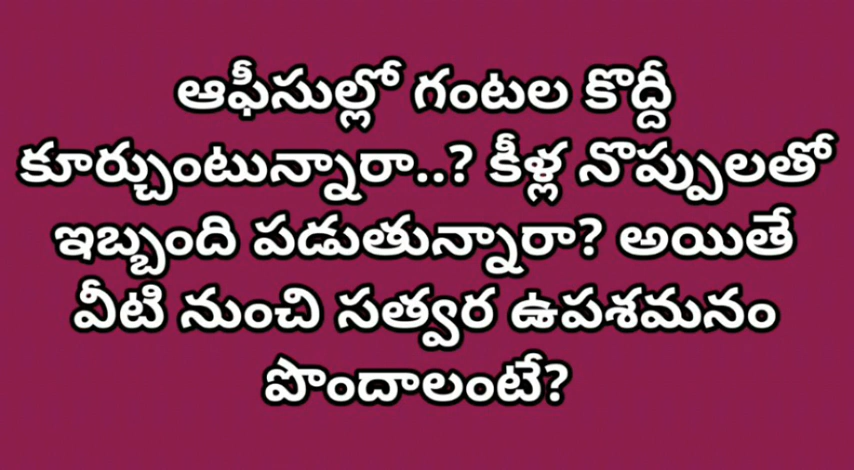 ఆఫీసుల్లో గంటల కొద్దీ
కూర్చుంటున్నారా..? కీళ్ల నొప్పులతో
ఇబ్బంది పడుతున్నారా? అయితే
వీటి నుంచి సత్వర ఉపశమనం
పొందాలంటే?